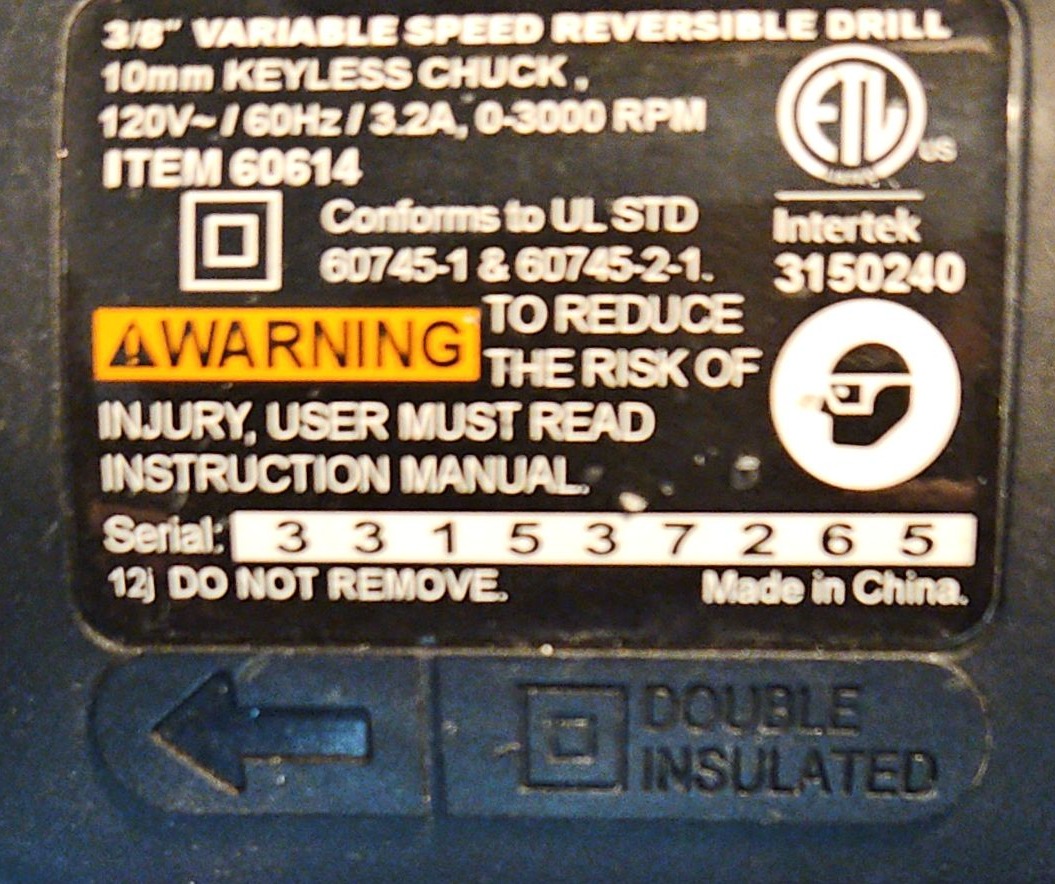 3/8" VARIABLE SPEED REVERSIBLE DRILL
10mm KEYLESS CHUCK ,
120V~ / 60Hz / 3.2A, 0-3000 RPM
ITEM 60614
ETL
US
Conforms to UL STD
60745-1 & 60745-2-1.
Intertek
3150240
WARNING TO REDUCE
THE RISK OF
INJURY, USER MUST READ
INSTRUCTION MANUAL.
Serial: 3 3 1 5 3 7 2 6 5
12j DO NOT REMOVE. Made in China.
DOUBLE
INSULATED